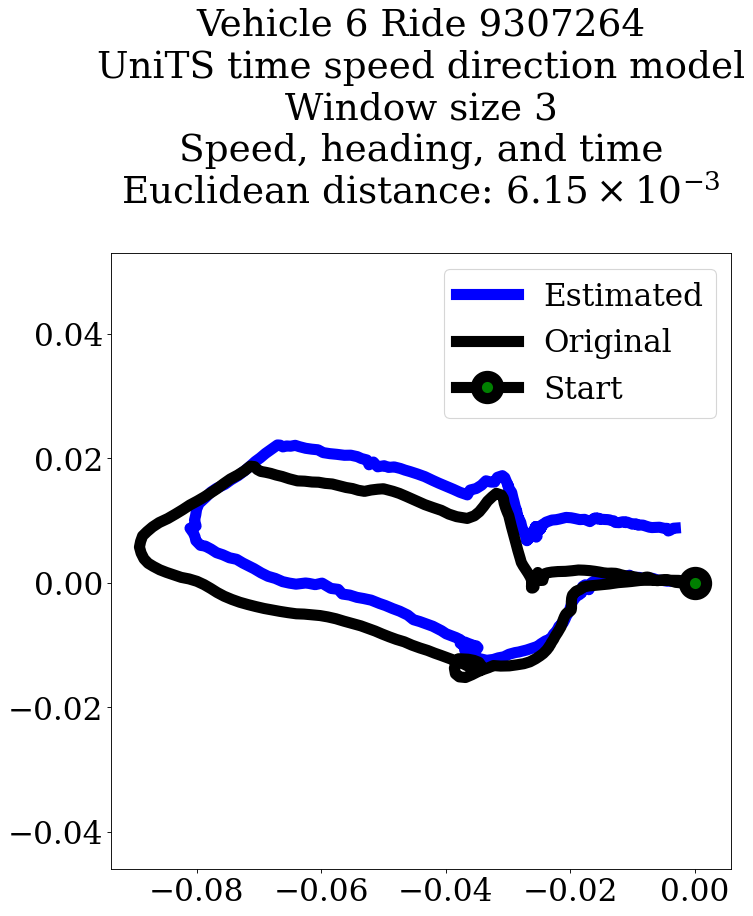 Vehicle 6 Ride 9307264
UniTS time speed direction model
Window size 3
Speed, heading, and time
Euclidean distance: 6.15 × 10⁻³
Estimated
Original
Start
0.04
0.02
0.00
−0.02
−0.04
−0.08
−0.06
−0.04
−0.02
0.00